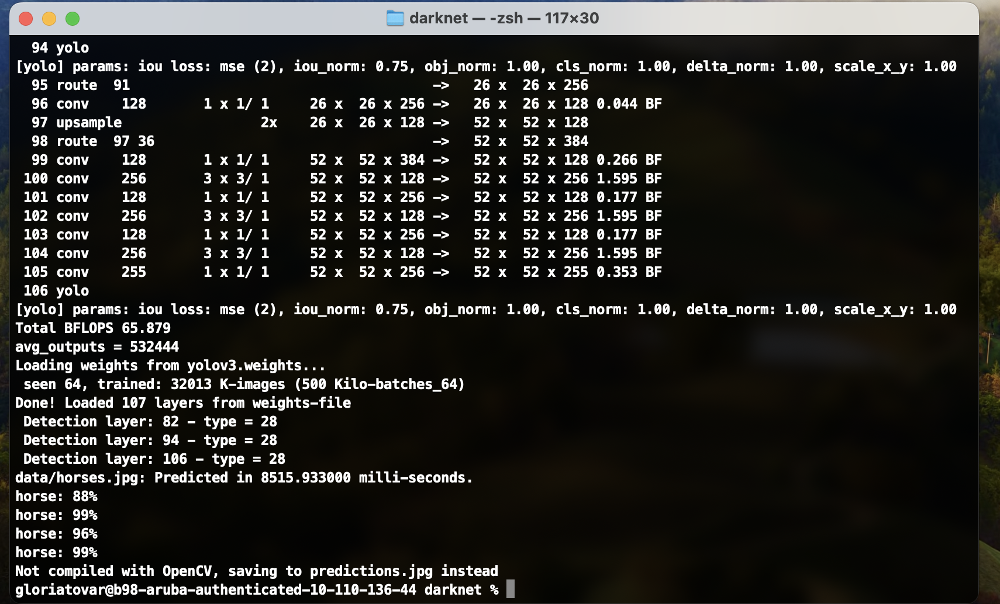 darknet — -zsh — 117×30
94 yolo
[yolo] params: iou loss: mse (2), iou_norm: 0.75, obj_norm: 1.00, cls_norm: 1.00, delta_norm: 1.00, scale_x_y: 1.00
95 route  91                                     ->   26 x  26 x 256
96 conv    128       1 x 1/ 1     26 x  26 x 256 ->   26 x  26 x 128 0.044 BF
97 upsample                 2x    26 x  26 x 128 ->   52 x  52 x 128
98 route  97 36                                  ->   52 x  52 x 384
99 conv    128       1 x 1/ 1     52 x  52 x 384 ->   52 x  52 x 128 0.266 BF
100 conv    256       3 x 3/ 1     52 x  52 x 128 ->   52 x  52 x 256 1.595 BF
101 conv    128       1 x 1/ 1     52 x  52 x 256 ->   52 x  52 x 128 0.177 BF
102 conv    256       3 x 3/ 1     52 x  52 x 128 ->   52 x  52 x 256 1.595 BF
103 conv    128       1 x 1/ 1     52 x  52 x 256 ->   52 x  52 x 128 0.177 BF
104 conv    256       3 x 3/ 1     52 x  52 x 128 ->   52 x  52 x 256 1.595 BF
105 conv    255       1 x 1/ 1     52 x  52 x 256 ->   52 x  52 x 255 0.353 BF
106 yolo
[yolo] params: iou loss: mse (2), iou_norm: 0.75, obj_norm: 1.00, cls_norm: 1.00, delta_norm: 1.00, scale_x_y: 1.00
Total BFLOPS 65.879
avg_outputs = 532444
Loading weights from yolov3.weights...
seen 64, trained: 32013 K-images (500 Kilo-batches_64)
Done! Loaded 107 layers from weights-file
Detection layer: 82 - type = 28
Detection layer: 94 - type = 28
Detection layer: 106 - type = 28
data/horses.jpg: Predicted in 8515.933000 milli-seconds.
horse: 88%
horse: 99%
horse: 96%
horse: 99%
Not compiled with OpenCV, saving to predictions.jpg instead
gloriatovar@b98-aruba-authenticated-10-110-136-44 darknet %